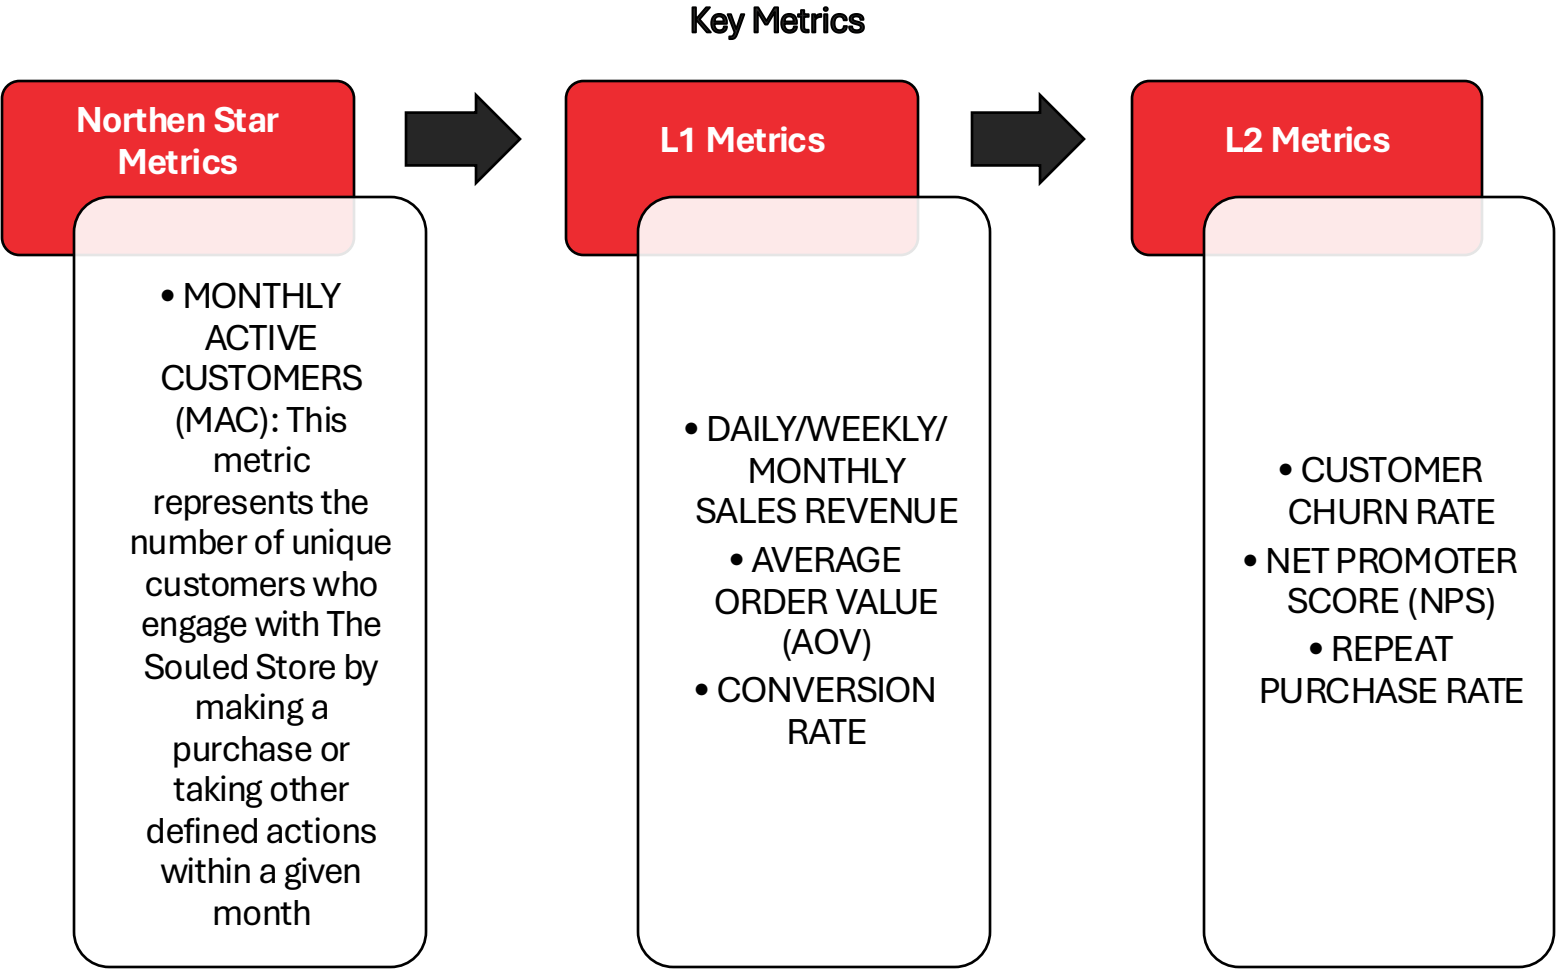 Key Metrics
Northen Star
Metrics
• MONTHLY
ACTIVE
CUSTOMERS
(MAC): This
metric
represents the
number of unique
customers who
engage with The
Souled Store by
making a
purchase or
taking other
defined actions
within a given
month
L1 Metrics
• DAILY/WEEKLY/
MONTHLY
SALES REVENUE
• AVERAGE
ORDER VALUE
(AOV)
• CONVERSION
RATE
L2 Metrics
• CUSTOMER
CHURN RATE
• NET PROMOTER
SCORE (NPS)
• REPEAT
PURCHASE RATE